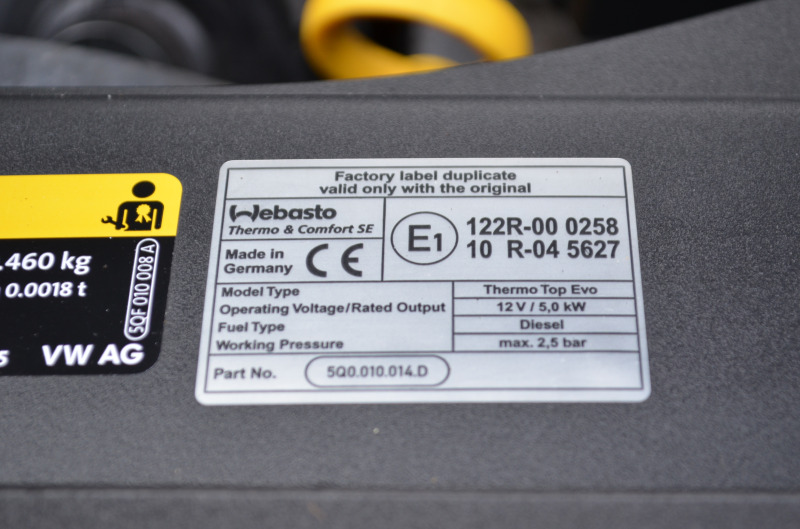 .460 kg
0.0018 t
5QF 010 008 A
VW AG
Factory label duplicate
valid only with the original
Webasto
Thermo & Comfort SE
Made in
Germany
CE
E1
122R-00 0258
10 R-04 5627
Model Type Thermo Top Evo
Operating Voltage/Rated Output 12 V / 5,0 kW
Fuel Type Diesel
Working Pressure max. 2,5 bar
Part No. 5Q0.010.014.D